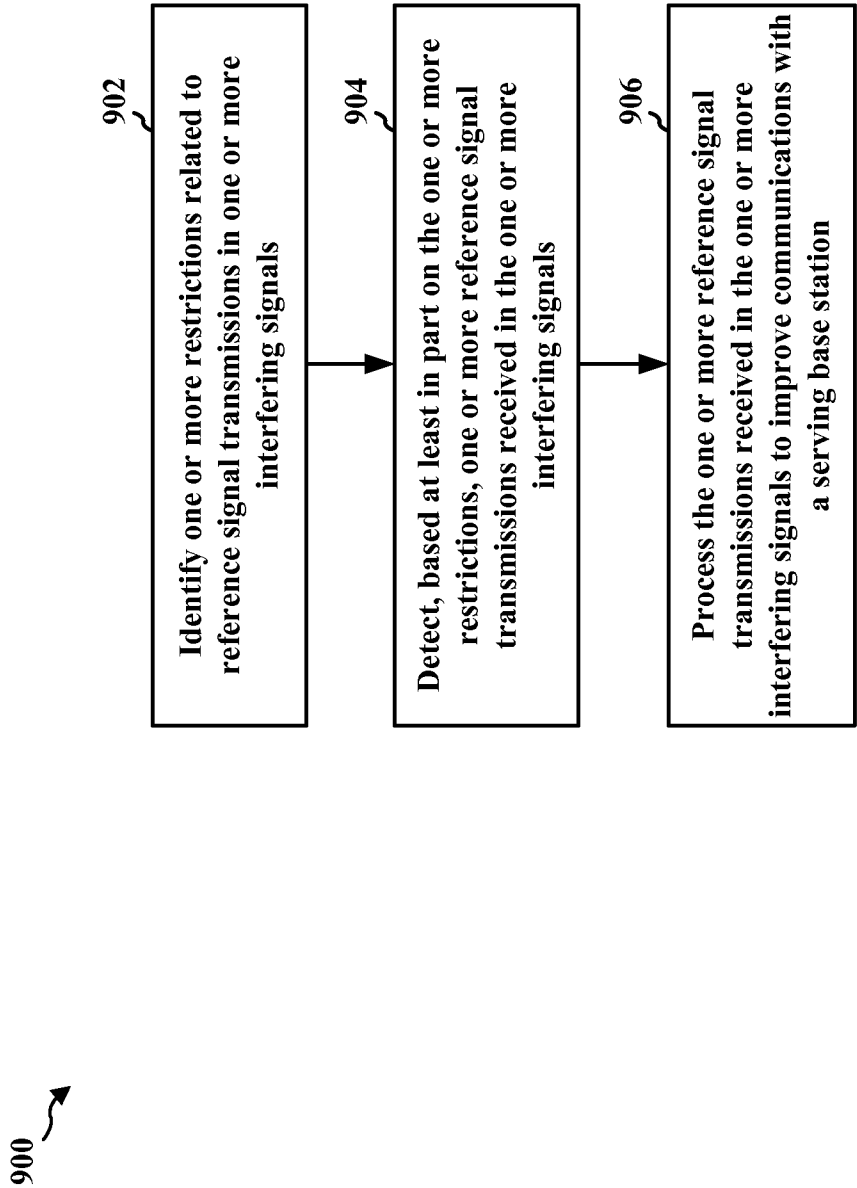 900
902
Identify one or more restrictions related to
reference signal transmissions in one or more
interfering signals
904
Detect, based at least in part on the one or more
restrictions, one or more reference signal
transmissions received in the one or more
interfering signals
906
Process the one or more reference signal
transmissions received in the one or more
interfering signals to improve communications with
a serving base station